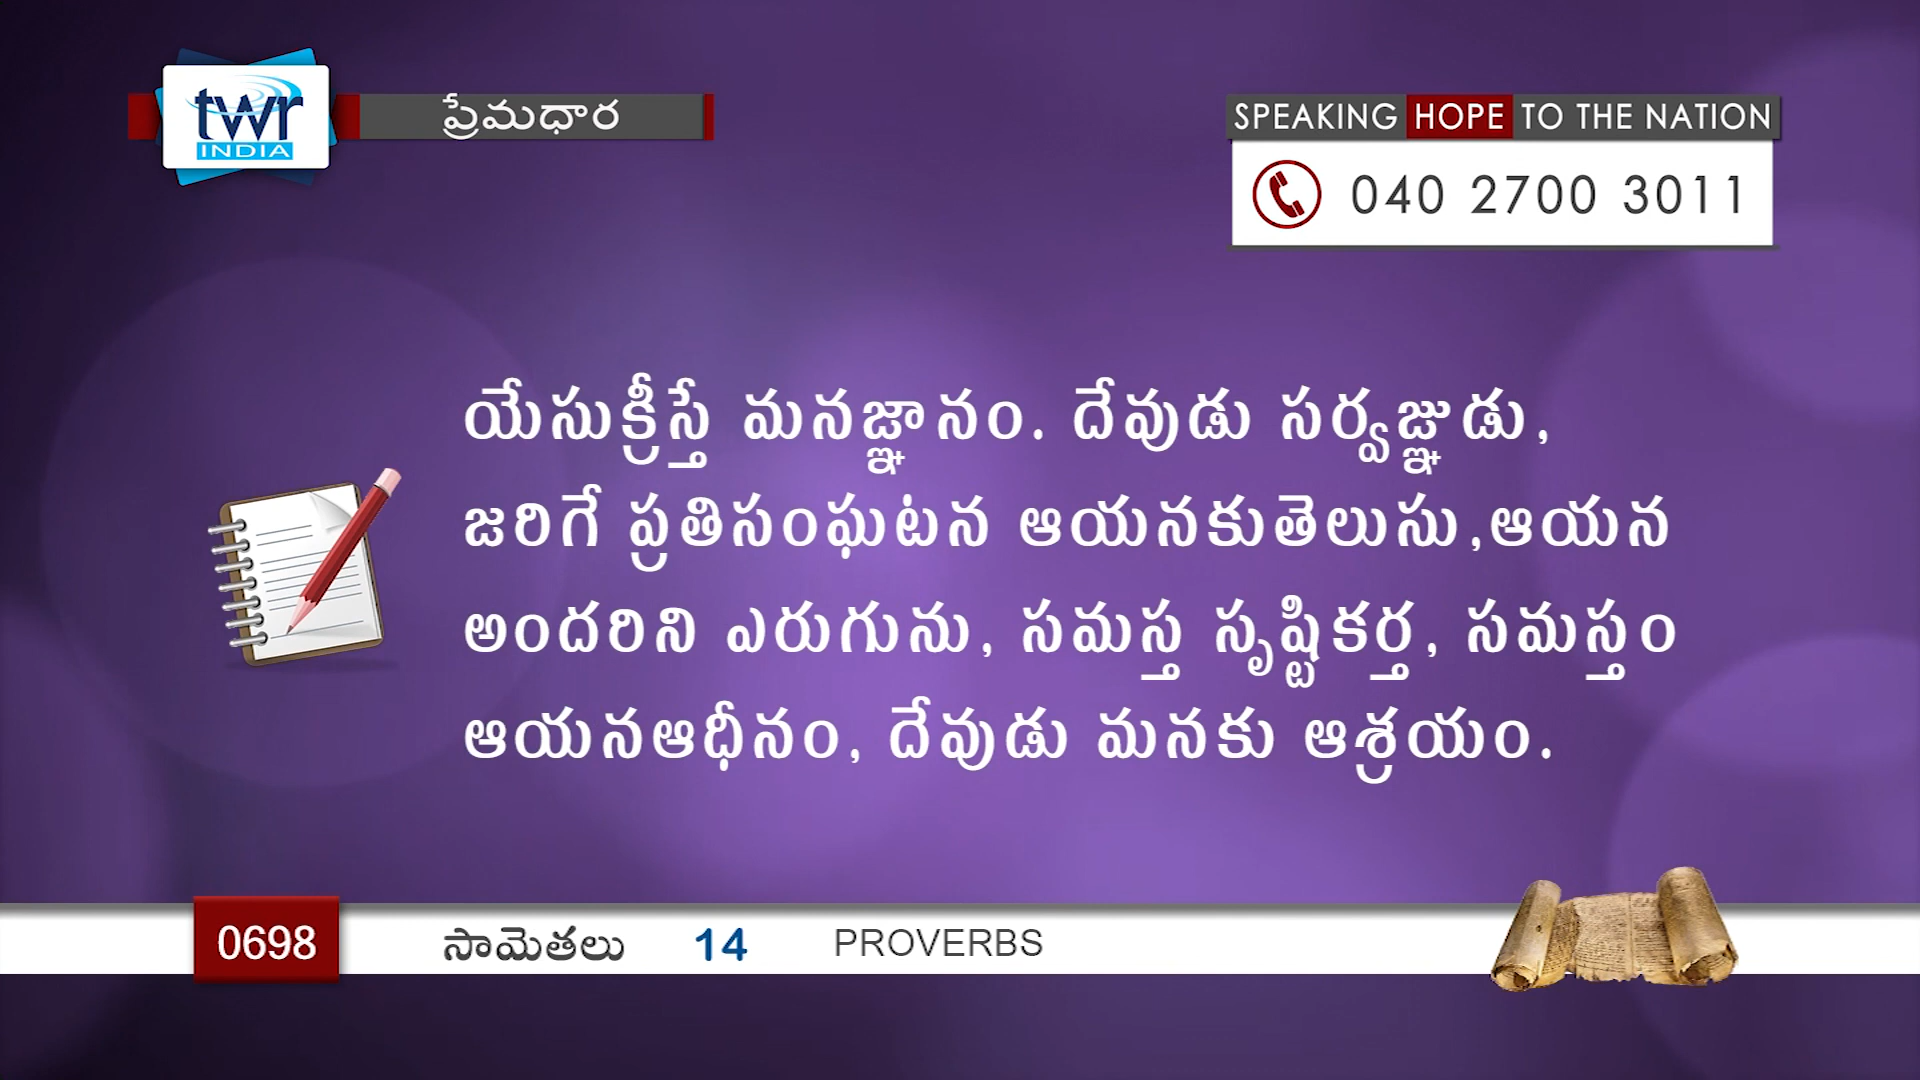 twr
INDIA
ప్రేమధార
SPEAKING HOPE TO THE NATION
040 2700 3011
యేసుక్రీస్తే మనజ్ఞానం. దేవుడు సర్వజ్ఞుడు,
జరిగే ప్రతిసంఘటన ఆయనకుతెలుసు,ఆయన
అందరిని ఎరుగును, సమస్త సృష్టికర్త, సమస్తం
ఆయనఆధీనం, దేవుడు మనకు ఆశ్రయం.
0698 సామెతలు 14 PROVERBS